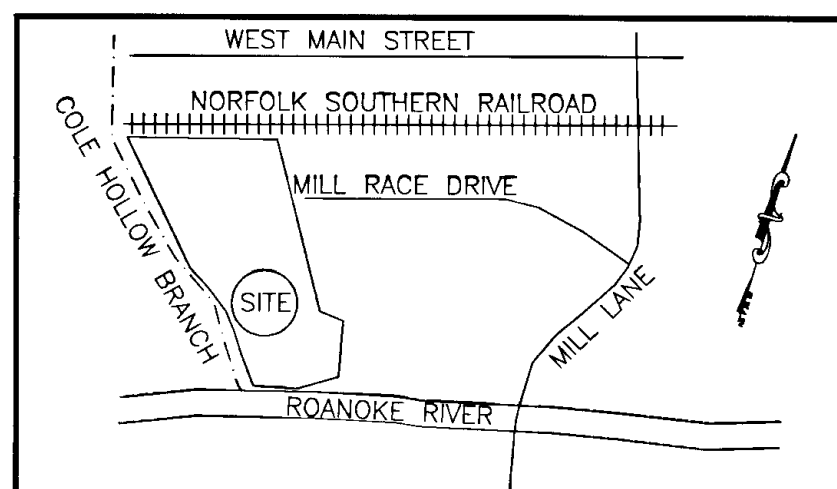 WEST MAIN STREET
NORFOLK SOUTHERN RAILROAD
COLE HOLLOW BRANCH
MILL RACE DRIVE
SITE
MILL LANE
ROANOKE RIVER